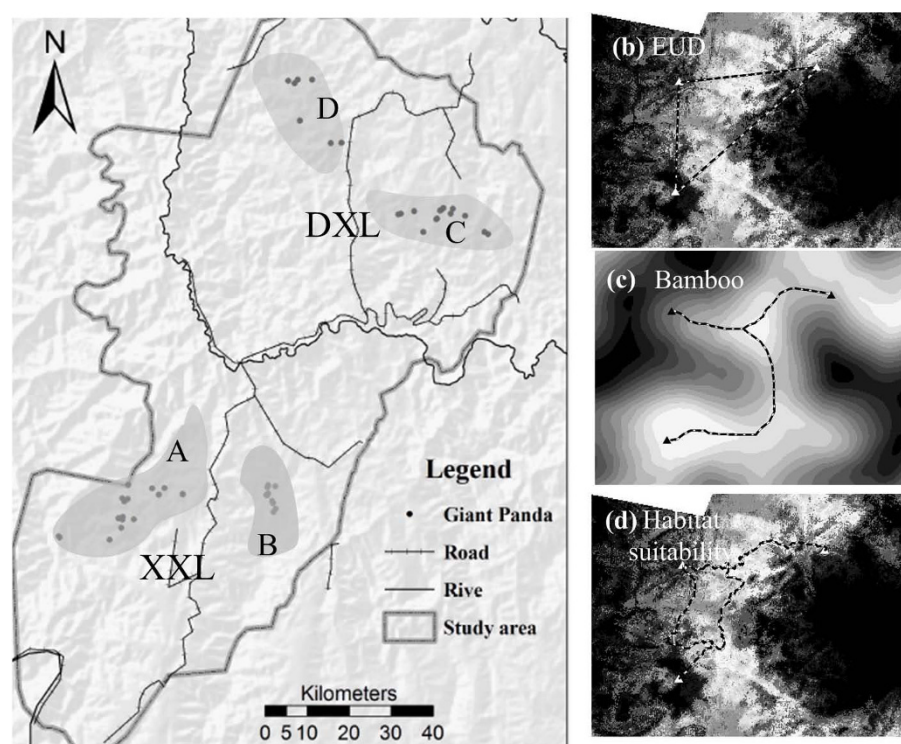 N
D
DXL
C
A
B
XXL
Legend
Giant Panda
Road
Rive
Study area
Kilometers
0 5 10 20 30 40
(b) EUD
(c) Bamboo
(d) Habitat
suitability